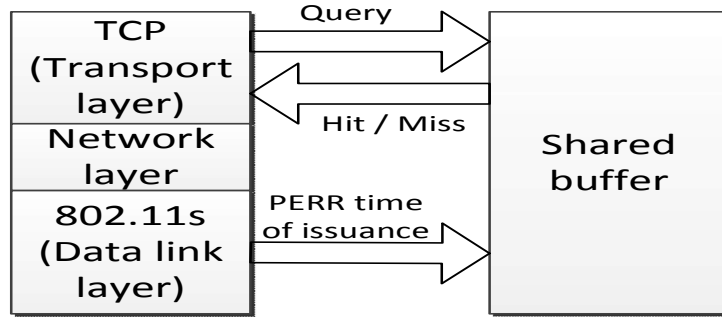 TCP
(Transport
layer)
Network
layer
802.11s
(Data link
layer)
Query
Hit / Miss
PERR time
of issuance
Shared
buffer